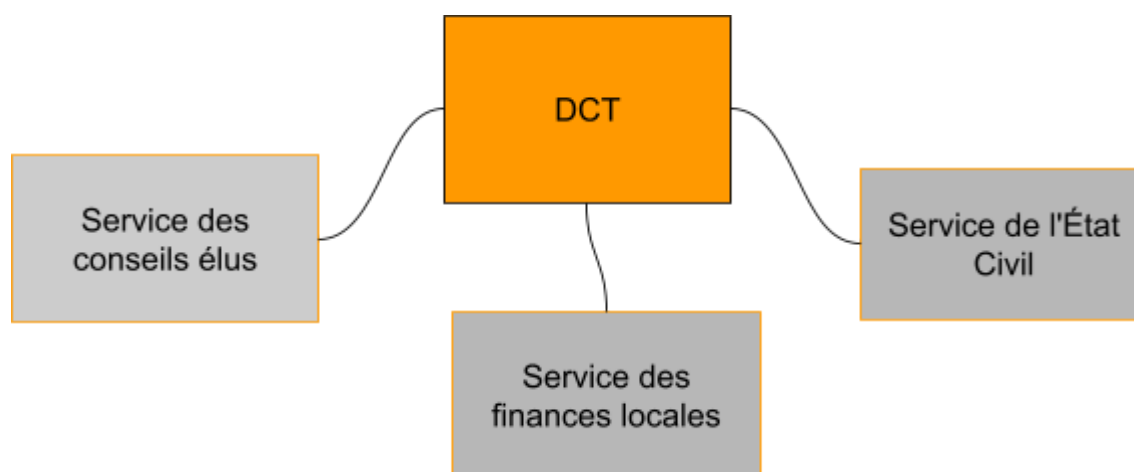 DCT
Service des
conseils élus
Service de l'État
Civil
Service des
finances locales